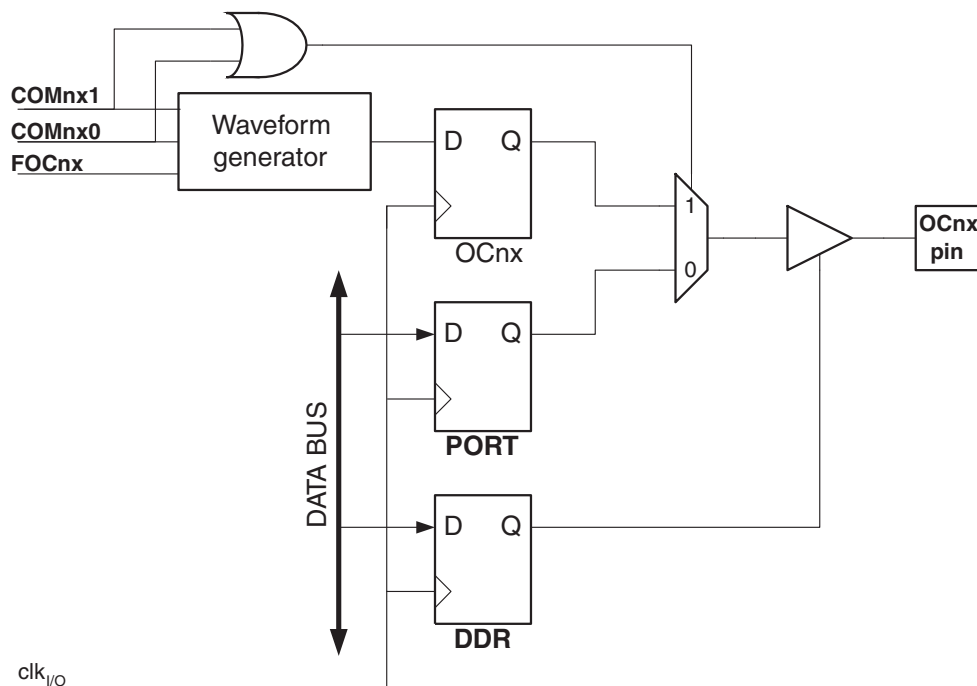 COMnx1
COMnx0
FOCnx
Waveform
generator
D Q
OCnx
1
0
OCnx
pin
D Q
PORT
DATA BUS
D Q
DDR
clkI/O